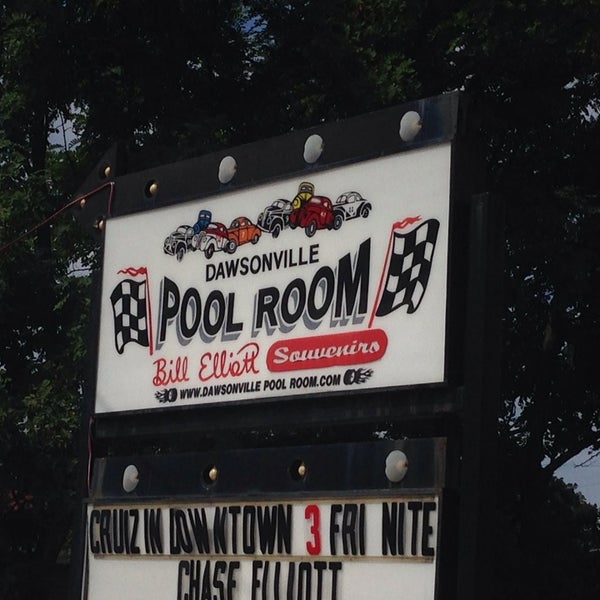 DAWSONVILLE
POOL ROOM
Bill Elliott Souvenirs
WWW.DAWSONVILLE POOL ROOM.COM
CRUIZ IN DOWNTOWN 3 FRI NITE
CHASE ELLIOTT